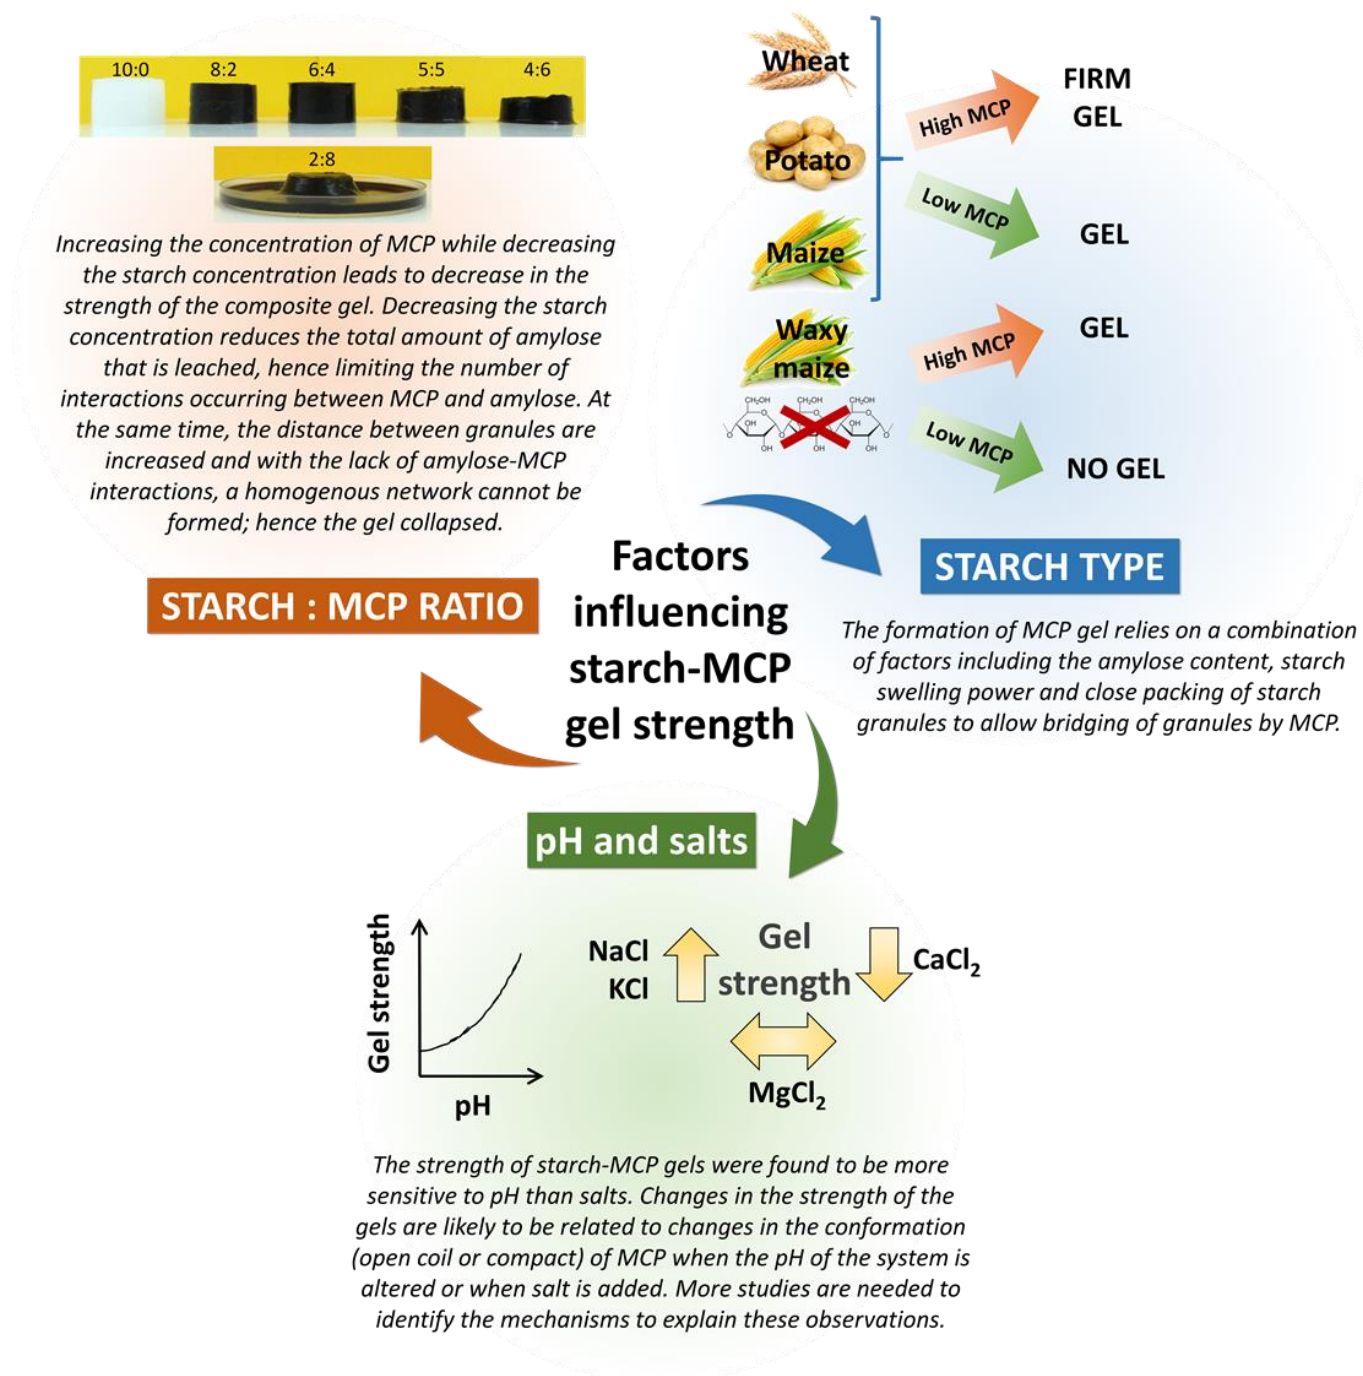 10:0
8:2
6:4
5:5
4:6
2:8
Increasing the concentration of MCP while decreasing
the starch concentration leads to decrease in the
strength of the composite gel. Decreasing the starch
concentration reduces the total amount of amylose
that is leached, hence limiting the number of
interactions occurring between MCP and amylose. At
the same time, the distance between granules are
increased and with the lack of amylose-MCP
interactions, a homogenous network cannot be
formed; hence the gel collapsed.
STARCH : MCP RATIO
Wheat
Potato
Maize
High MCP
FIRM
GEL
Low MCP
GEL
Waxy
maize
High MCP
GEL
Low MCP
NO GEL
CH₂OH
CH₂OH
CH₂OH
O
O
O
OH
OH
OH
O
O
O
OH
OH
OH
STARCH TYPE
The formation of MCP gel relies on a combination
of factors including the amylose content, starch
swelling power and close packing of starch
granules to allow bridging of granules by MCP.
Factors
influencing
starch-MCP
gel strength
pH and salts
Gel strength
pH
NaCl
KCl
Gel
strength
CaCl₂
MgCl₂
The strength of starch-MCP gels were found to be more
sensitive to pH than salts. Changes in the strength of the
gels are likely to be related to changes in the conformation
(open coil or compact) of MCP when the pH of the system is
altered or when salt is added. More studies are needed to
identify the mechanisms to explain these observations.